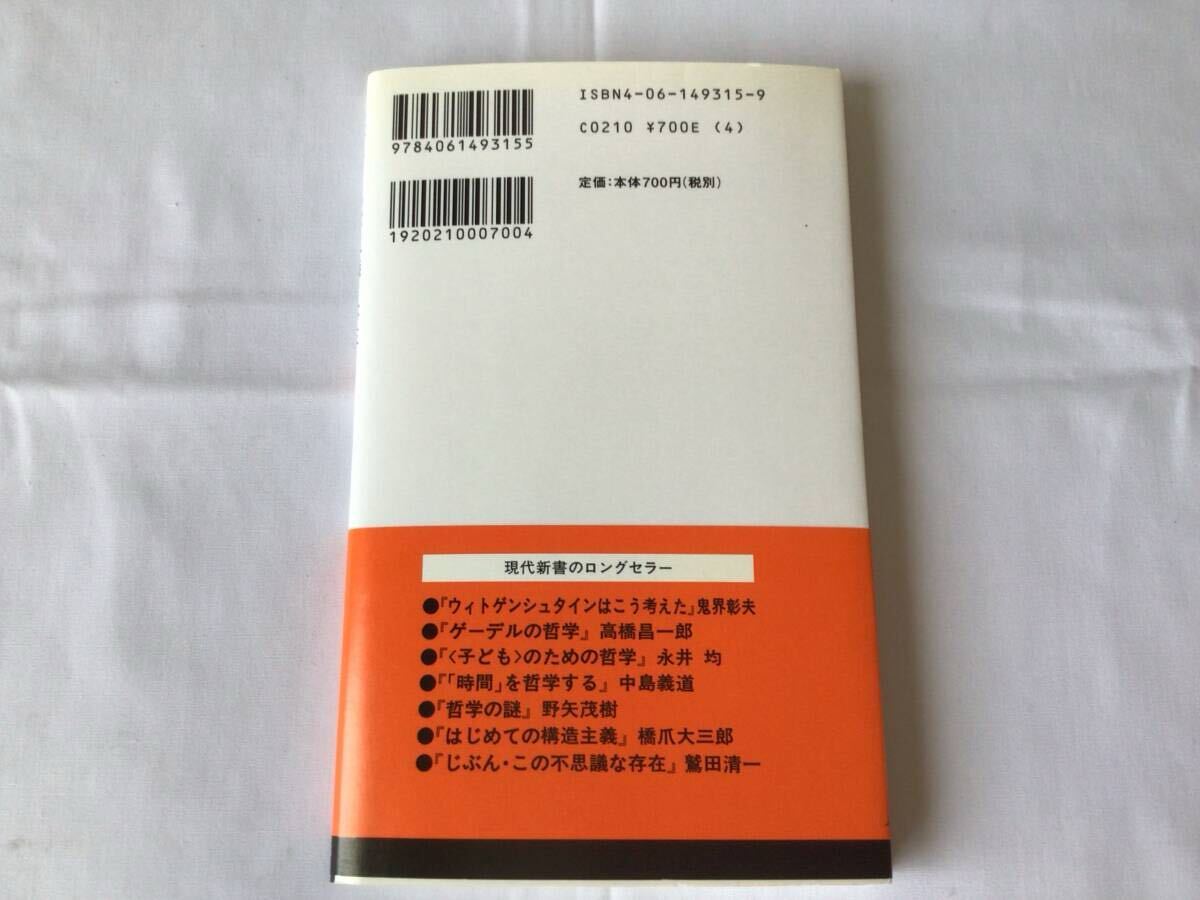 ISBN4-06-149315-9
9784061493155
C0210 ¥700E (4)
定価:本体700円(税別)
1920210007004
現代新書のロングセラー
●『ウィトゲンシュタインはこう考えた』鬼界彰夫
●『ゲーデルの哲学』高橋昌一郎
●『〈子ども〉のための哲学』永井 均
●『「時間」を哲学する』中島義道
●『哲学の謎』野矢茂樹
●『はじめての構造主義』橋爪大三郎
●『じぶん・この不思議な存在』鷲田清一